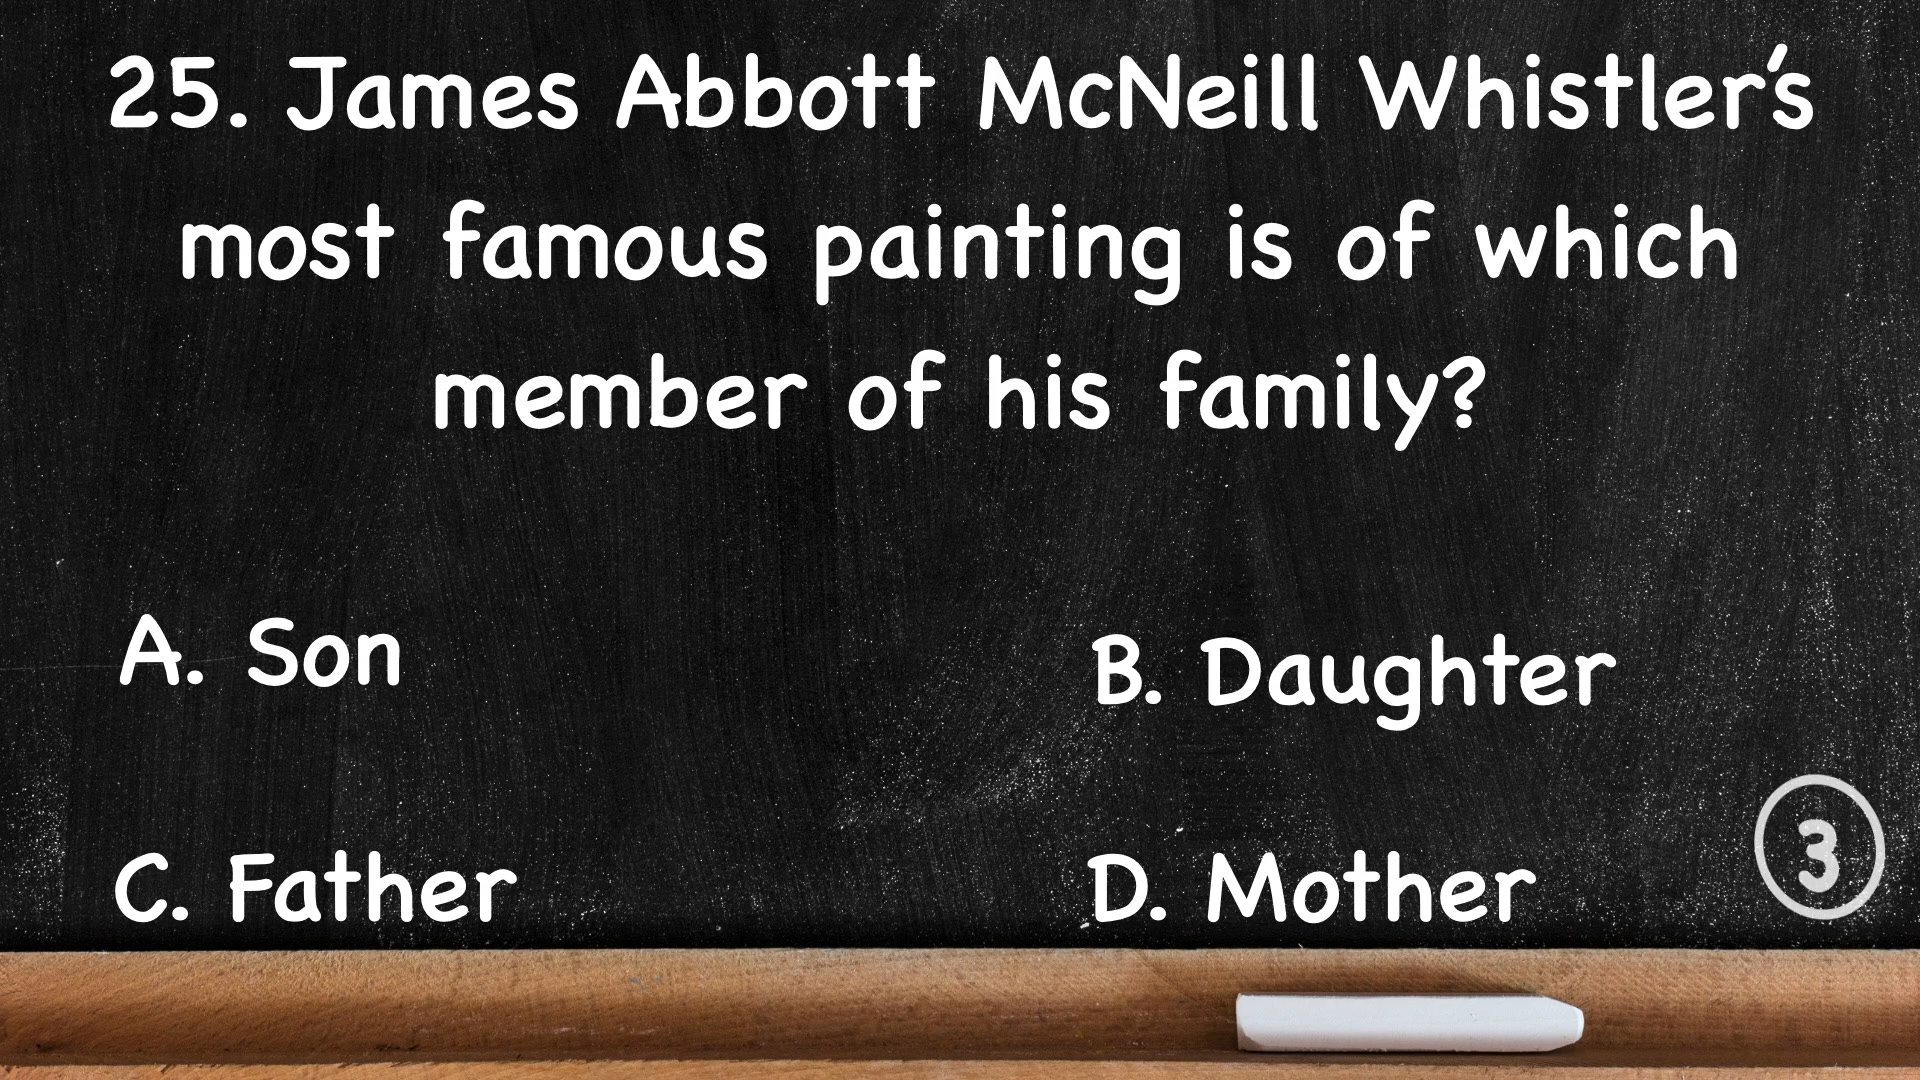 25. James Abbott McNeill Whistler's
most famous painting is of which
member of his family?
A. Son
B. Daughter
C. Father
D. Mother
3